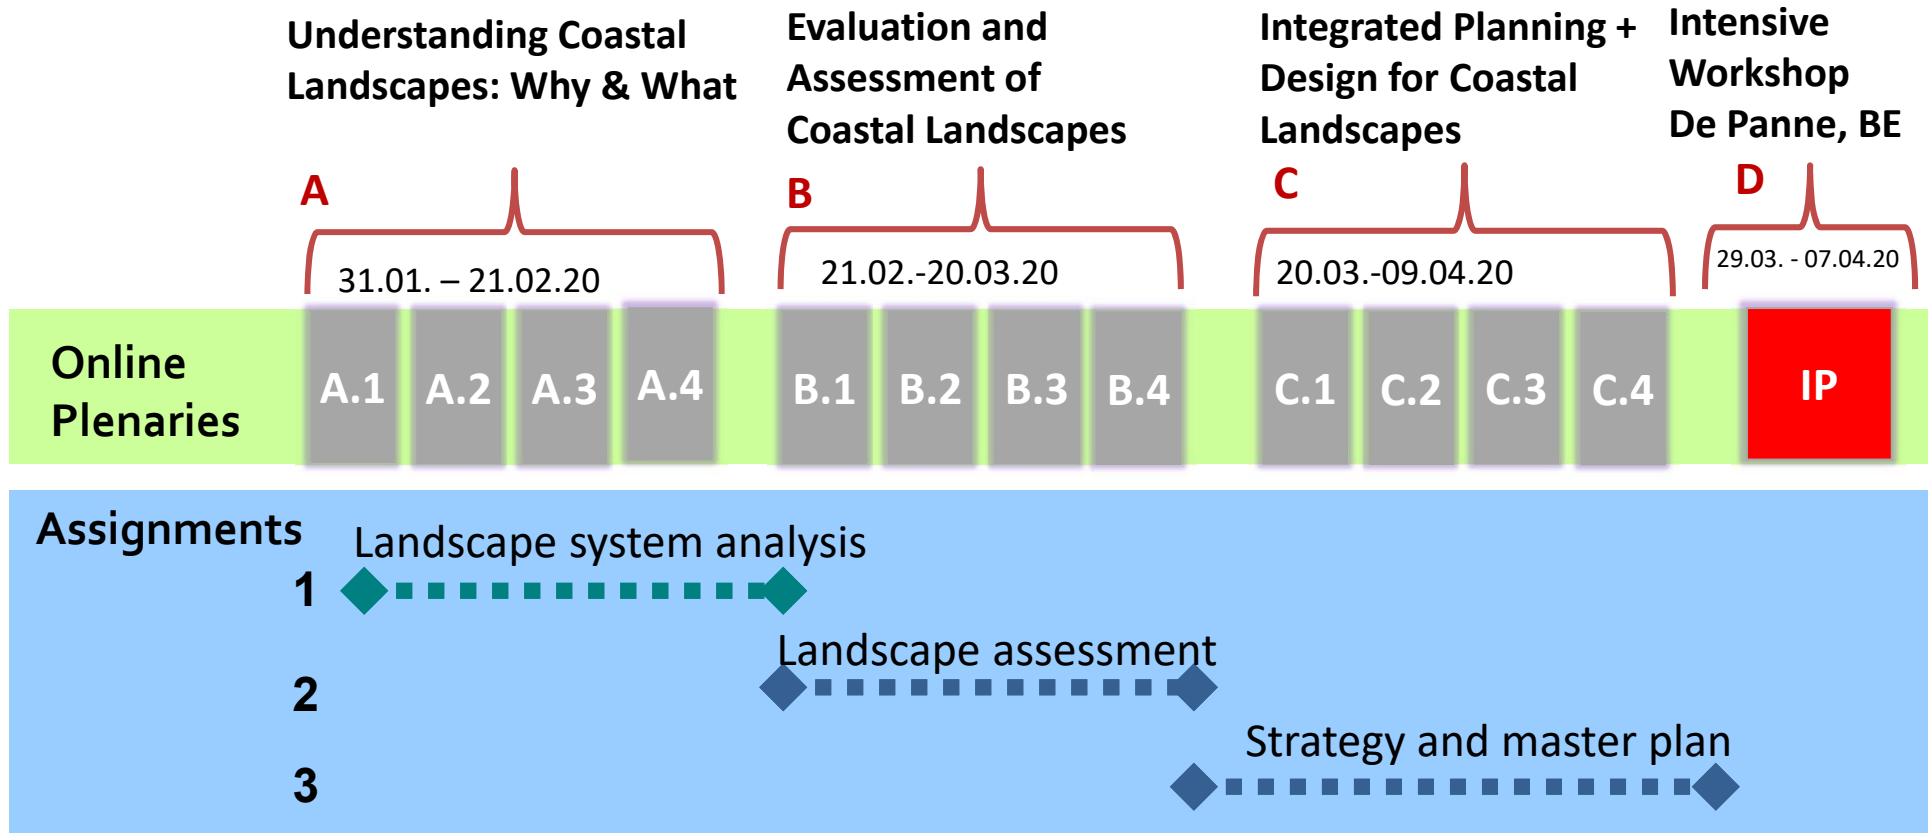 Understanding Coastal
Landscapes: Why & What
Evaluation and
Assessment of
Coastal Landscapes
Integrated Planning +
Design for Coastal
Landscapes
Intensive
Workshop
De Panne, BE
A
B
C
D
31.01. – 21.02.20
21.02.-20.03.20
20.03.-09.04.20
29.03. - 07.04.20
Online
Plenaries
A.1
A.2
A.3
A.4
B.1
B.2
B.3
B.4
C.1
C.2
C.3
C.4
IP
Assignments
Landscape system analysis
1
Landscape assessment
2
Strategy and master plan
3